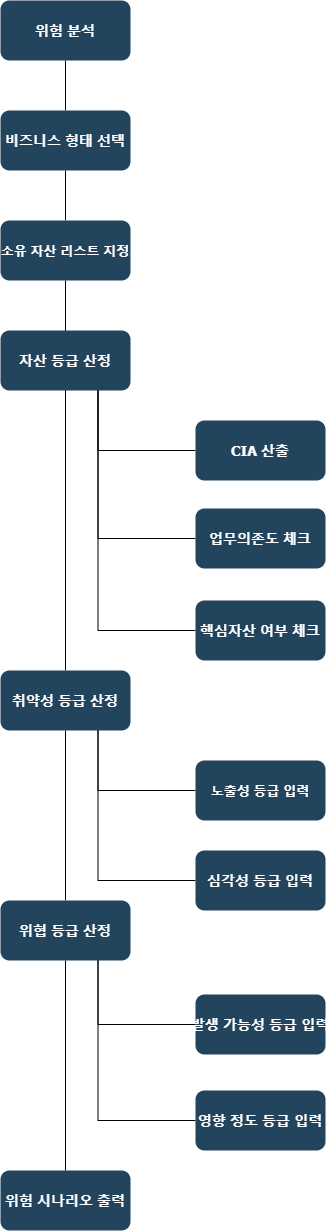 위험 분석
비즈니스 형태 선택
소유 자산 리스트 지정
자산 등급 산정
CIA 산출
업무의존도 체크
핵심자산 여부 체크
취약성 등급 산정
노출성 등급 입력
심각성 등급 입력
위협 등급 산정
발생 가능성 등급 입력
영향 정도 등급 입력
위험 시나리오 출력